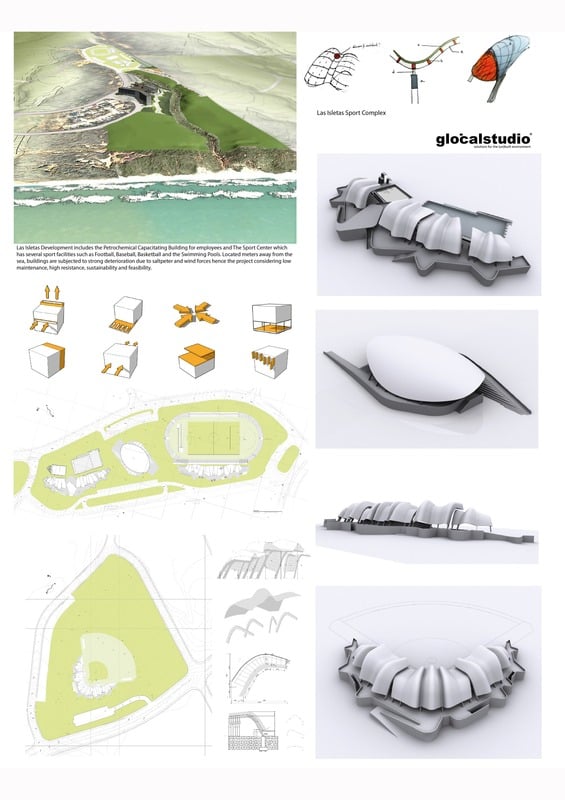 Las Isletas Sport Complex
glocalstudio
solutions for the (un)built environment
Las Isletas Development includes the Petrochemical Capacitating Building for employees and The Sport Center which
has several sport facilites such as Football, Baseball, Basketball and the Swimming Pools. Located meters away from the
sea, buildings are subjected to strong deterioration due to saltpeter and wind forces hence the project considering low
maintenance, high resistance, sustainability and feasibility.